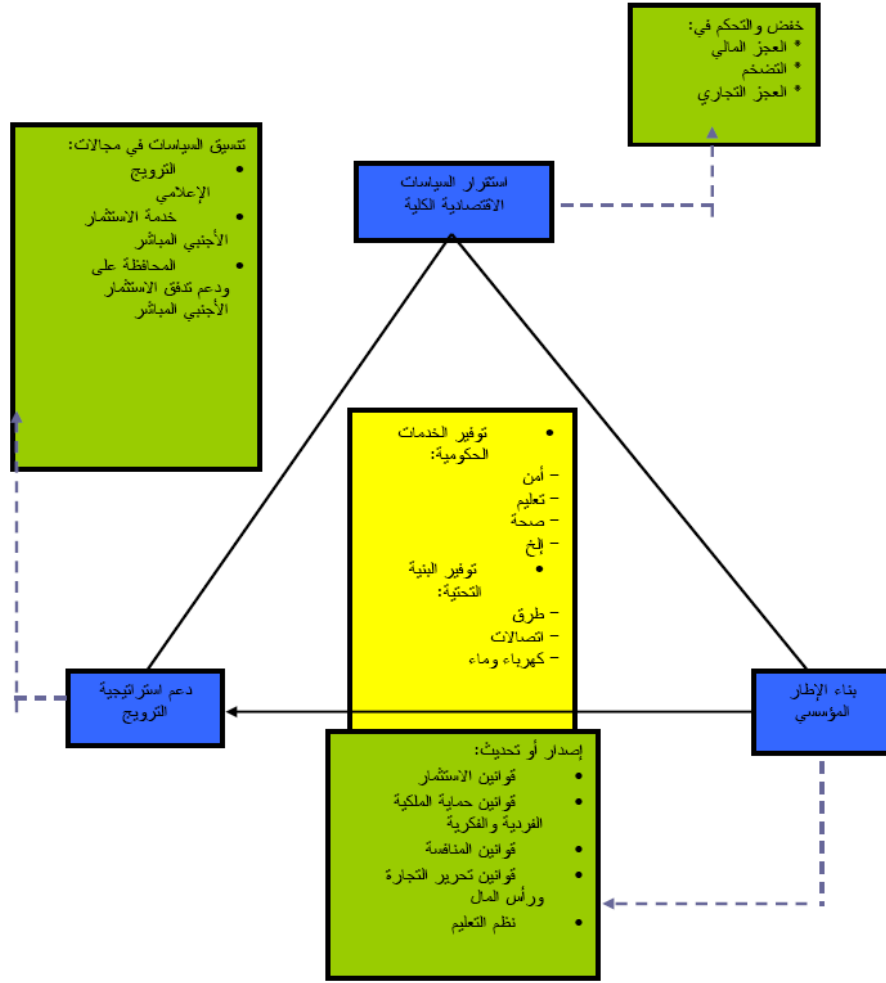 خفض والتحكم في:
* العجز المالي
* التضخم
* العجز التجاري
استقرار السياسات
الاقتصادية الكلية
تنسيق السياسات في مجالات:
• الترويج
الإعلامي
• خدمة الاستثمار
الأجنبي المباشر
• المحافظة على
ودعم تدفق الاستثمار
الأجنبي المباشر
• توفير الخدمات
الحكومية:
– أمن
– تعليم
– صحة
– إلخ
• توفير البنية
التحتية:
– طرق
– اتصالات
– كهرباء وماء
بناء الإطار
المؤسسي
دعم استراتيجية
الترويج
إصدار أو تحديث:
• قوانين الاستثمار
• قوانين حماية الملكية
الفردية والفكرية
• قوانين المنافسة
• قوانين تحرير التجارة
ورأس المال
• نظم التعليم